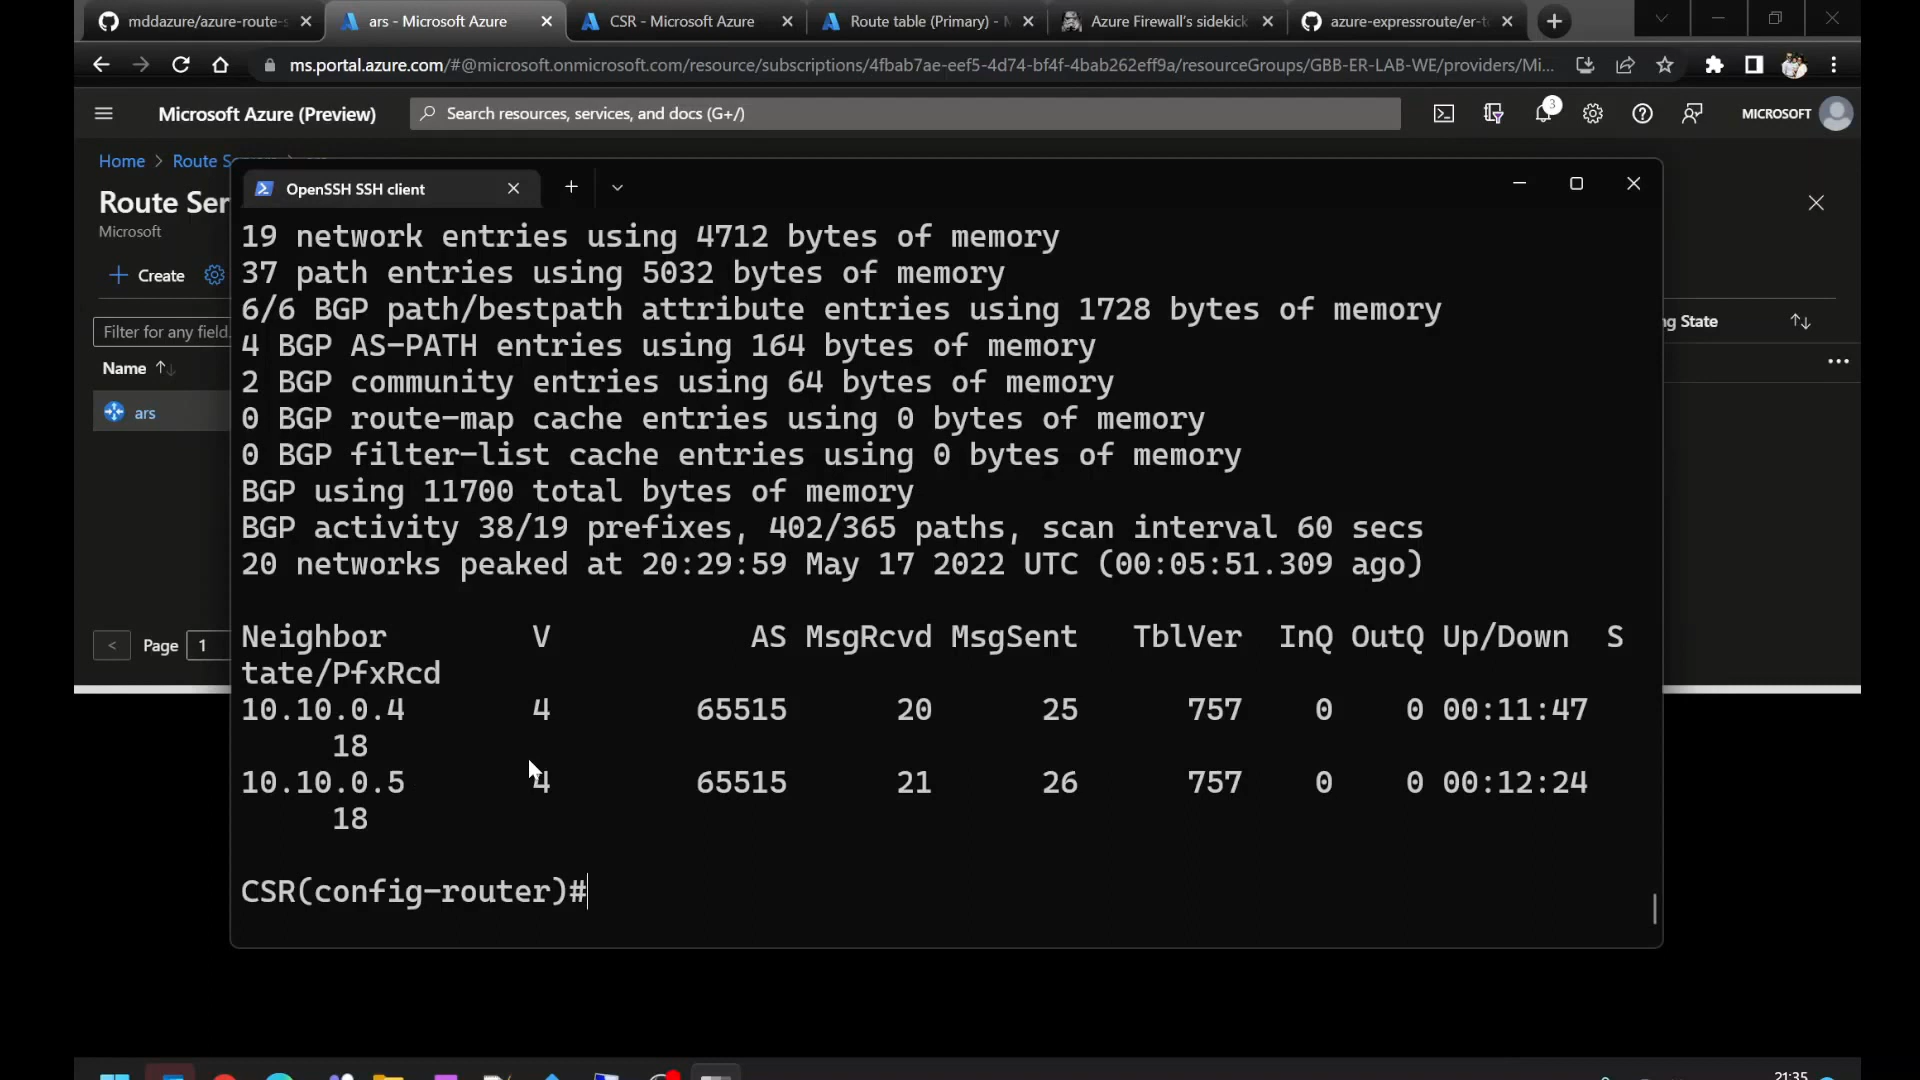 mddazure/azure-route-s
ars - Microsoft Azure
CSR - Microsoft Azure
Route table (Primary) - M
Azure Firewall's sidekick
azure-expressroute/er-to
ms.portal.azure.com/#@microsoft.onmicrosoft.com/resource/subscriptions/4fbab7ae-eef5-4d74-bf4f-4bab262eff9a/resourceGroups/GBB-ER-LAB-WE/providers/Mi...
Microsoft Azure (Preview)
Search resources, services, and docs (G+/)
3
MICROSOFT
Home > Route S
Route Ser
Microsoft
+ Create
Filter for any field.
Name
ars
< Page 1
ng State
OpenSSH SSH client
19 network entries using 4712 bytes of memory
37 path entries using 5032 bytes of memory
6/6 BGP path/bestpath attribute entries using 1728 bytes of memory
4 BGP AS-PATH entries using 164 bytes of memory
2 BGP community entries using 64 bytes of memory
0 BGP route-map cache entries using 0 bytes of memory
0 BGP filter-list cache entries using 0 bytes of memory
BGP using 11700 total bytes of memory
BGP activity 38/19 prefixes, 402/365 paths, scan interval 60 secs
20 networks peaked at 20:29:59 May 17 2022 UTC (00:05:51.309 ago)
Neighbor V AS MsgRcvd MsgSent TblVer InQ OutQ Up/Down S
tate/PfxRcd
10.10.0.4 4 65515 20 25 757 0 0 00:11:47
18
10.10.0.5 4 65515 21 26 757 0 0 00:12:24
18
CSR(config-router)#
21:35